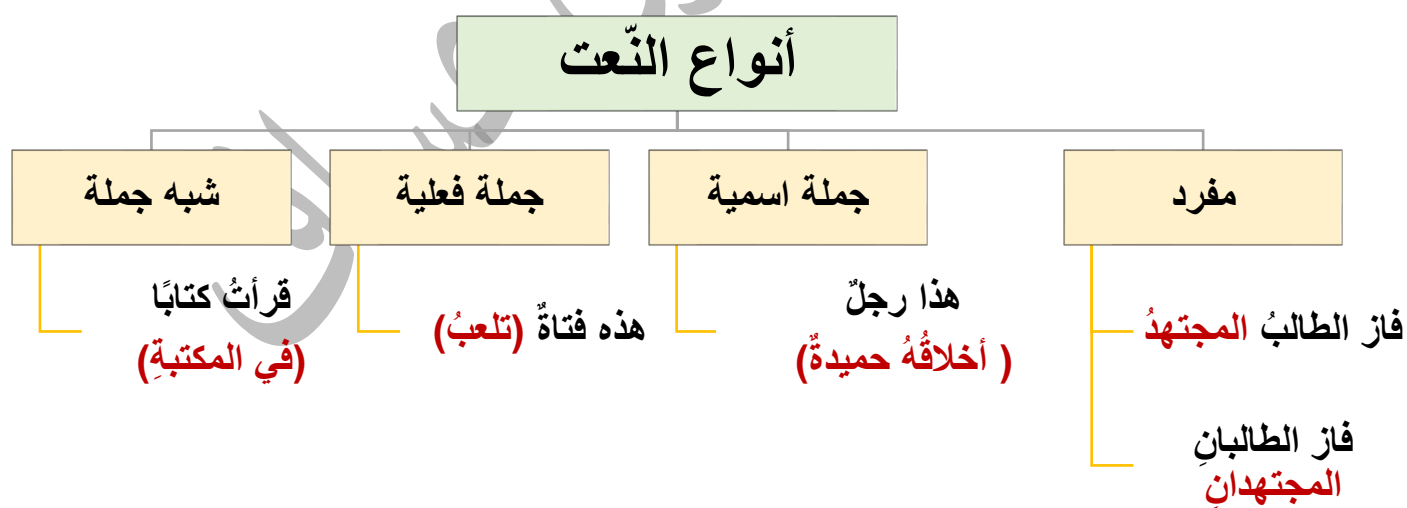 أنواع النّعت
مفرد
جملة اسمية
جملة فعلية
شبه جملة
فاز الطالبُ المجتهدُ
فاز الطالبانِ
المجتهدانِ
هذا رجلٌ
( أخلاقُهُ حميدةٌ)
هذه فتاةٌ (تلعبُ)
قرأتُ كتابًا
(في المكتبةِ)